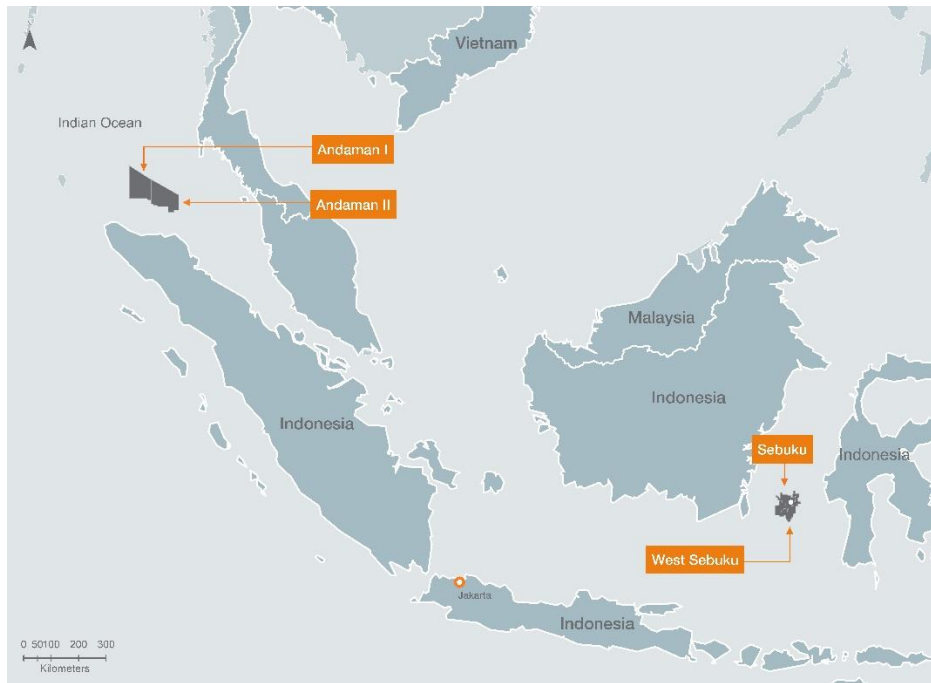 Vietnam
Indian Ocean
Andaman I
Andaman II
Malaysia
Indonesia
Indonesia
Sebuku
Indonesia
West Sebuku
Jakarta
Indonesia
0 50100 200 300
Kilometers